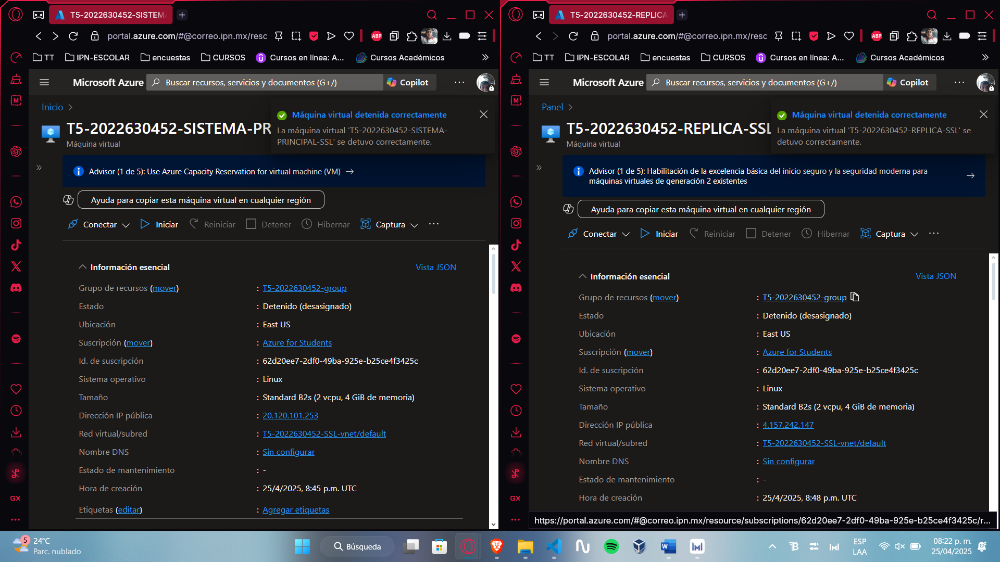 T5-2022630452-SISTEM
portal.azure.com/#@correo.ipn.mx/resc
ABP
TT
IPN-ESCOLAR
encuestas
CURSOS
Cursos en línea: A...
Cursos Académicos
Microsoft Azure
Buscar recursos, servicios y documentos (G+/)
Copilot
Inicio
Máquina virtual detenida correctamente
La máquina virtual 'T5-2022630452-SISTEMA-
PRINCIPAL-SSL' se detuvo correctamente.
T5-2022630452-SISTEMA-PR
Máquina virtual
Advisor (1 de 5): Use Azure Capacity Reservation for virtual machine (VM)
Ayuda para copiar esta máquina virtual en cualquier región
Conectar
Iniciar
Reiniciar
Detener
Hibernar
Captura
Información esencial
Vista JSON
Grupo de recursos (mover) : T5-2022630452-group
Estado : Detenido (desasignado)
Ubicación : East US
Suscripción (mover) : Azure for Students
Id. de suscripción : 62d20ee7-2df0-49ba-925e-b25ce4f3425c
Sistema operativo : Linux
Tamaño : Standard B2s (2 vcpu, 4 GiB de memoria)
Dirección IP pública : 20.120.101.253
Red virtual/subred : T5-2022630452-SSL-vnet/default
Nombre DNS : Sin configurar
Estado de mantenimiento : -
Hora de creación : 25/4/2025, 8:45 p.m. UTC
Etiquetas (editar) : Agregar etiquetas
M
GX
T5-2022630452-REPLICA
portal.azure.com/#@correo.ipn.mx/resc
ABP
TT
IPN-ESCOLAR
encuestas
CURSOS
Cursos en línea: A...
Cursos Académicos
Microsoft Azure
Buscar recursos, servicios y documentos (G+/)
Copilot
Panel
Máquina virtual detenida correctamente
La máquina virtual 'T5-2022630452-REPLICA-SSL' se
detuvo correctamente.
T5-2022630452-REPLICA-SSL
Máquina virtual
Advisor (1 de 5): Habilitación de la excelencia básica del inicio seguro y la seguridad moderna para
máquinas virtuales de generación 2 existentes
Ayuda para copiar esta máquina virtual en cualquier región
Conectar
Iniciar
Reiniciar
Detener
Hibernar
Captura
Información esencial
Vista JSON
Grupo de recursos (mover) : T5-2022630452-group
Estado : Detenido (desasignado)
Ubicación : East US
Suscripción (mover) : Azure for Students
Id. de suscripción : 62d20ee7-2df0-49ba-925e-b25ce4f3425c
Sistema operativo : Linux
Tamaño : Standard B2s (2 vcpu, 4 GiB de memoria)
Dirección IP pública : 4.157.242.147
Red virtual/subred : T5-2022630452-SSL-vnet/default
Nombre DNS : Sin configurar
Estado de mantenimiento : -
Hora de creación : 25/4/2025, 8:48 p.m. UTC
M
GX
https://portal.azure.com/#@correo.ipn.mx/resource/subscriptions/62d20ee7-2df0-49ba-925e-b25ce4f3425c/r...
5
24°C
Parc. nublado
Búsqueda
ESP
LAA
08:22 p. m.
25/04/2025